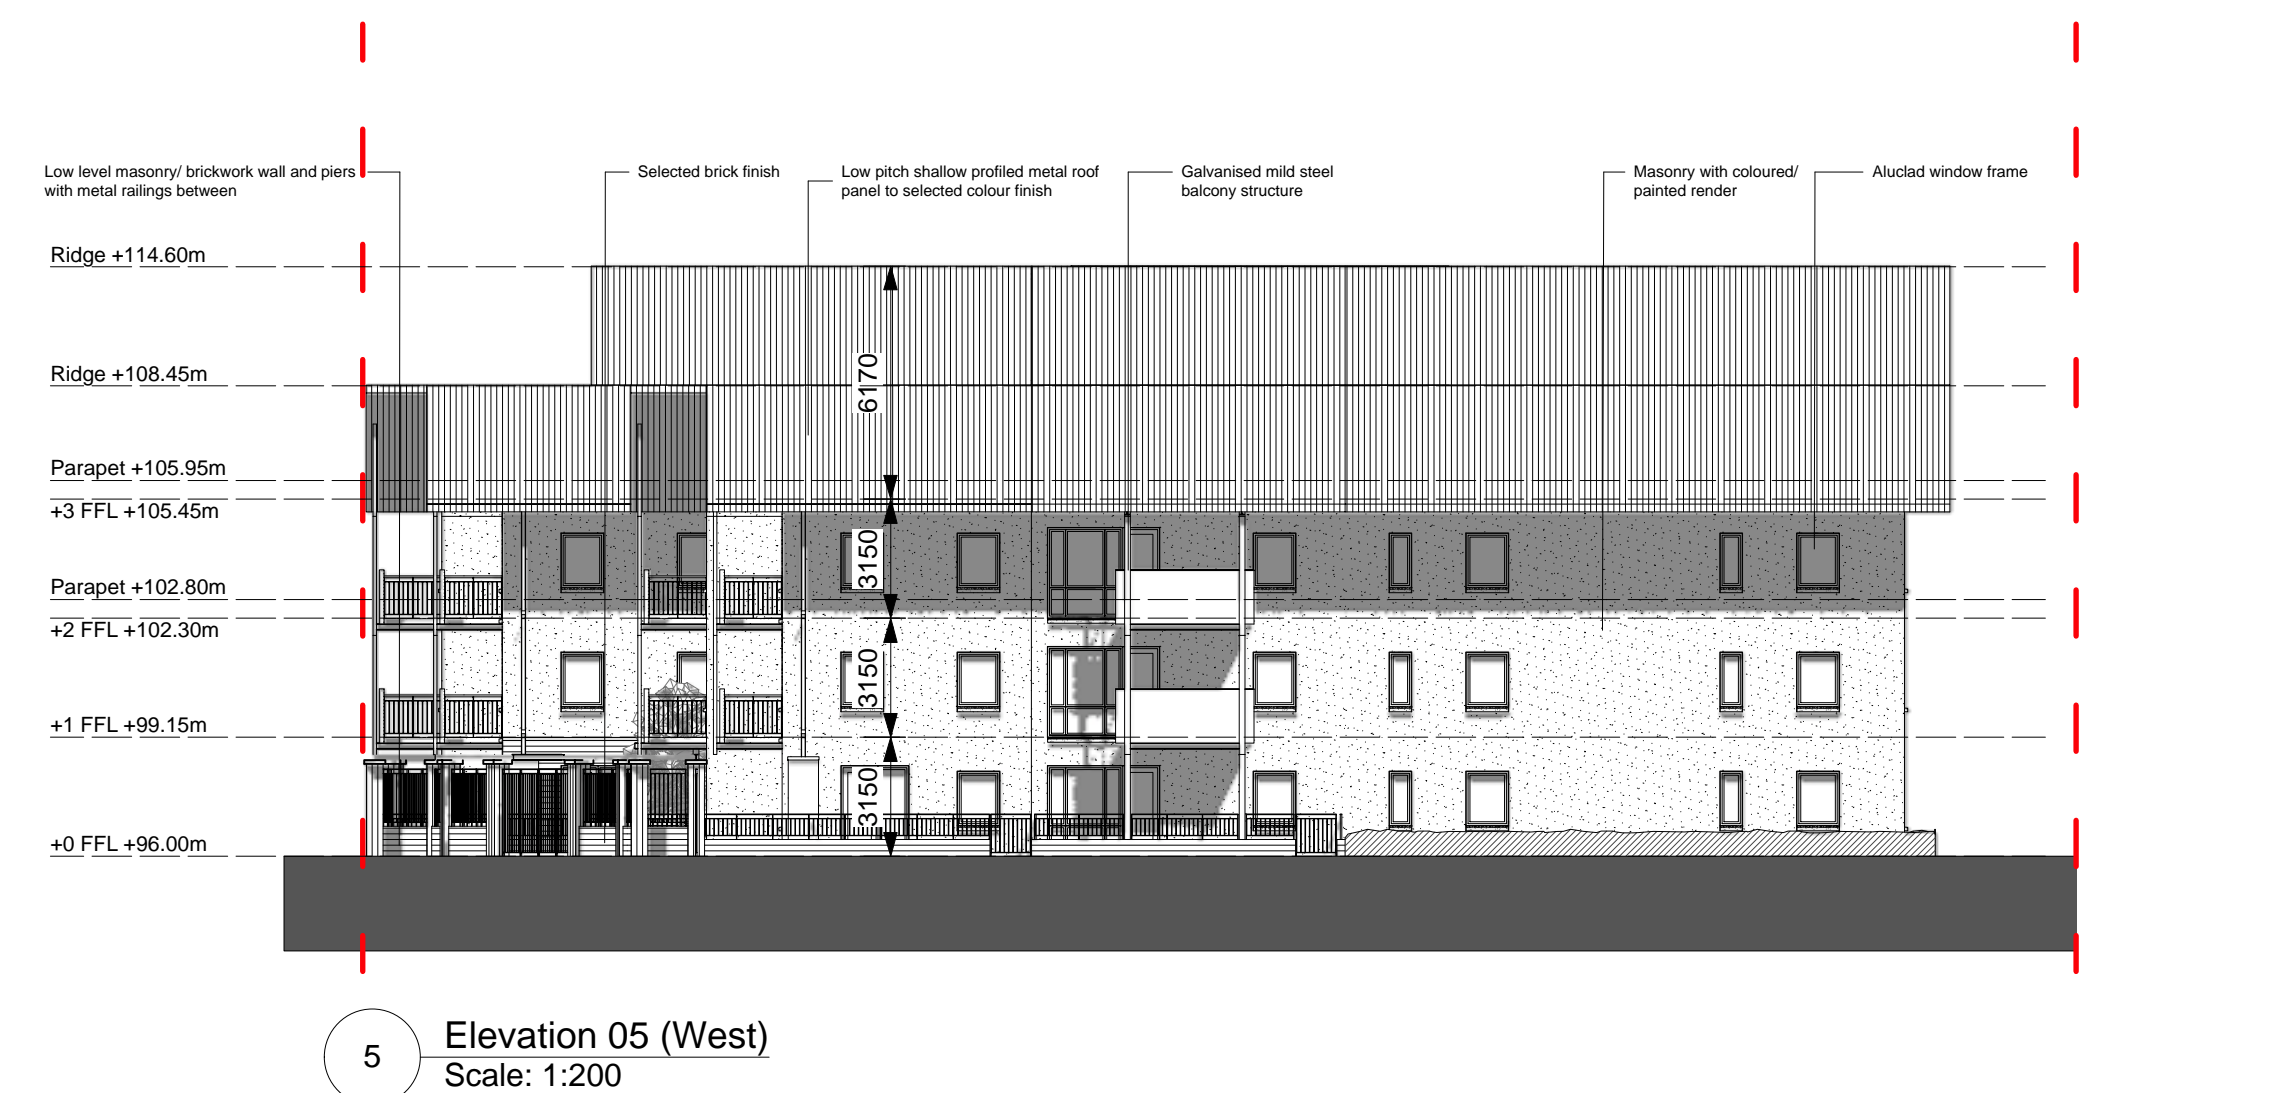 Low level masonry/ brickwork wall and piers
with metal railings between
Selected brick finish
Low pitch shallow profiled metal roof
panel to selected colour finish
Galvanised mild steel
balcony structure
Masonry with coloured/
painted render
Aluclad window frame
Ridge +114.60m
Ridge +108.45m
Parapet +105.95m
+3 FFL +105.45m
Parapet +102.80m
+2 FFL +102.30m
+1 FFL +99.15m
+0 FFL +96.00m
6170
3150
3150
3150
5
Elevation 05 (West)
Scale: 1:200